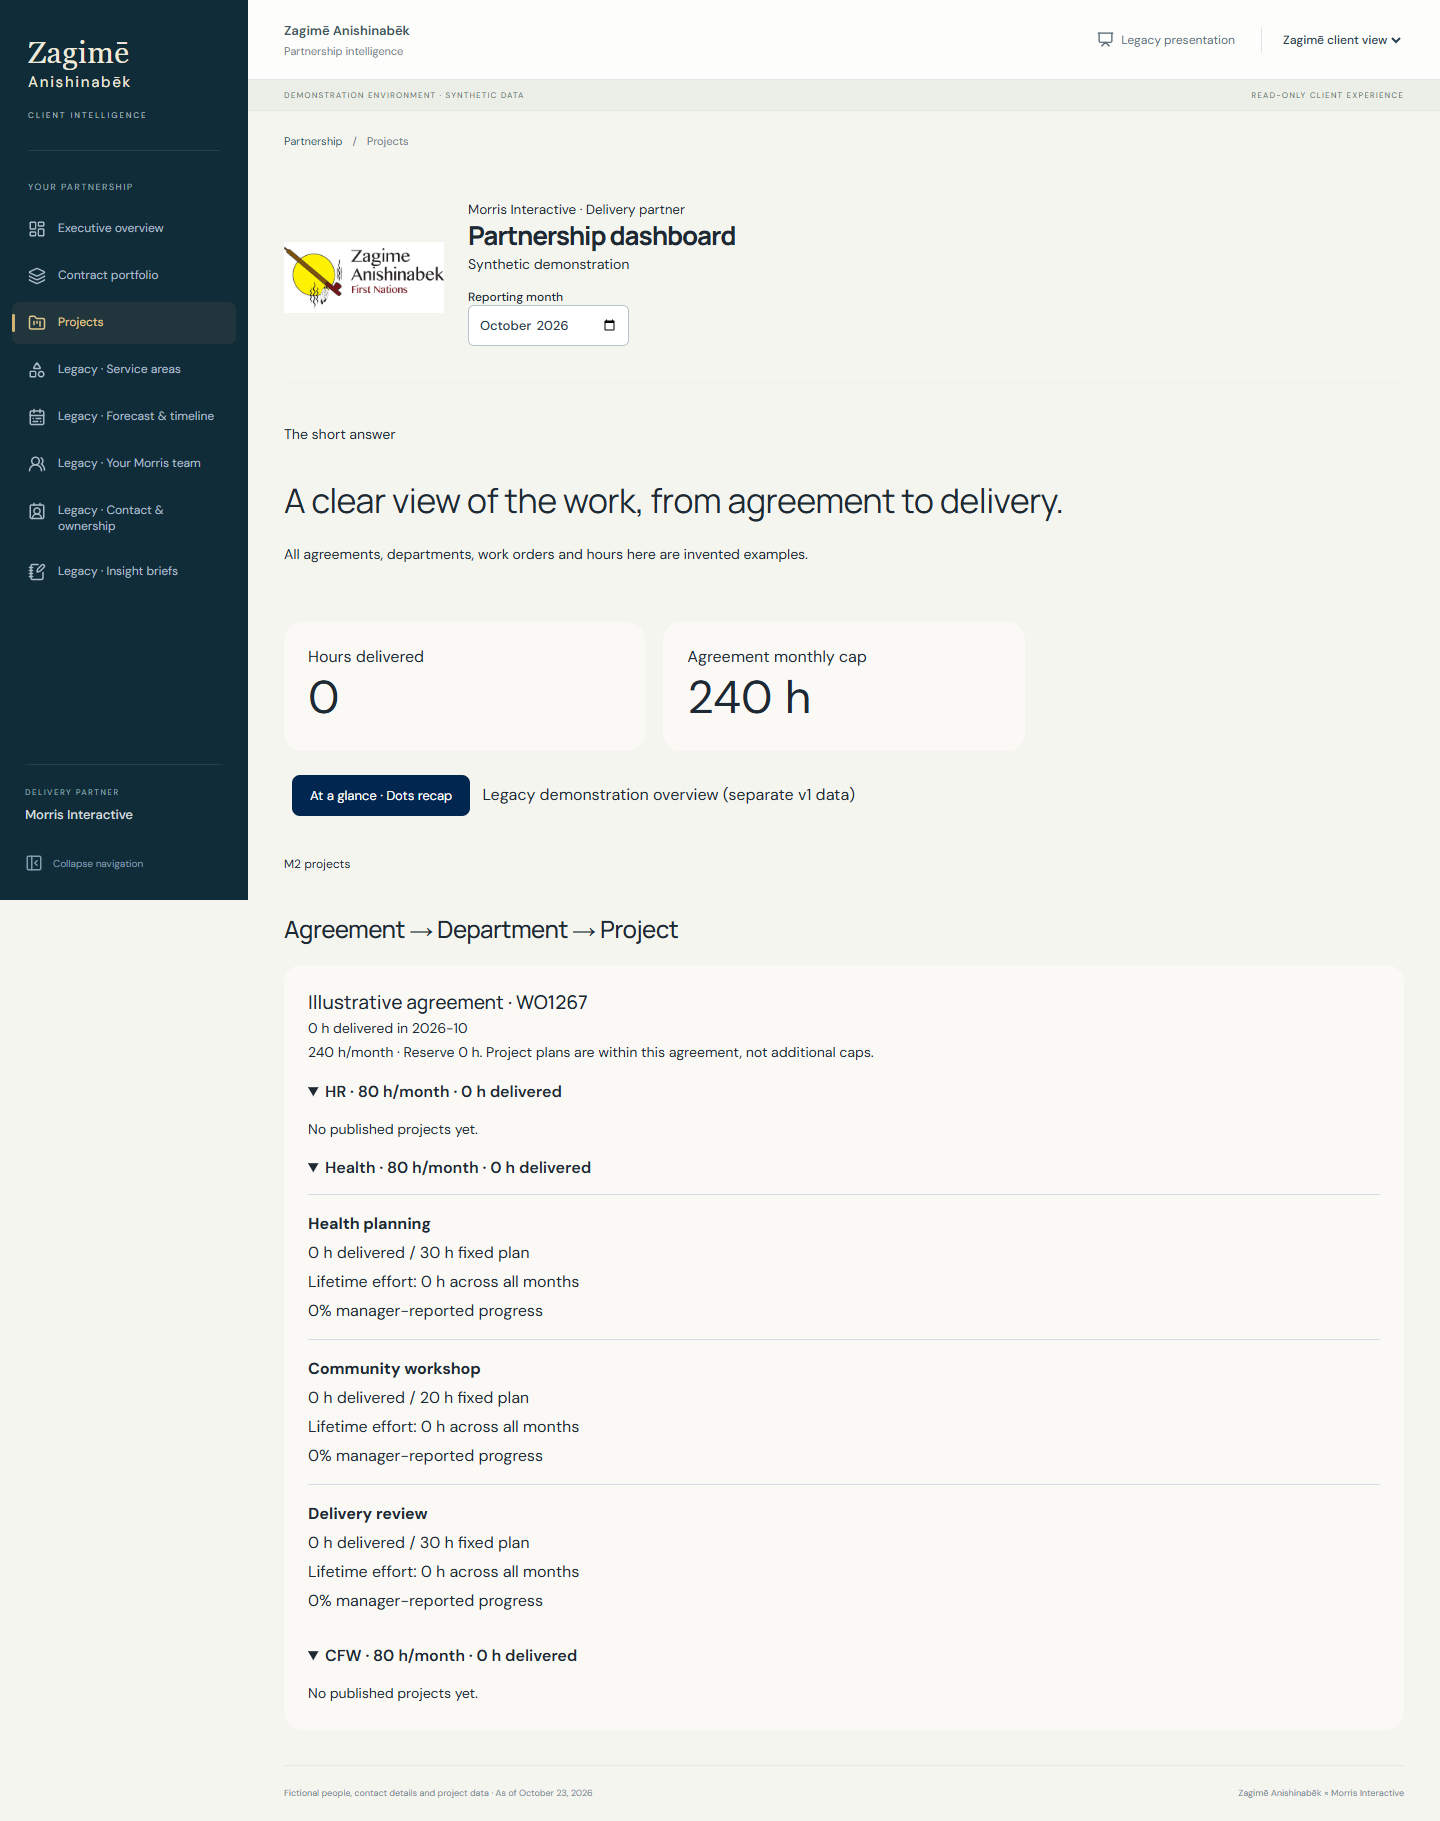 Zagimē
Anishinabēk
CLIENT INTELLIGENCE
YOUR PARTNERSHIP
Executive overview
Contract portfolio
Projects
Legacy · Service areas
Legacy · Forecast & timeline
Legacy · Your Morris team
Legacy · Contact &
ownership
Legacy · Insight briefs
DELIVERY PARTNER
Morris Interactive
Collapse navigation
Zagimē Anishinabēk
Partnership intelligence
Legacy presentation
Zagimē client view
DEMONSTRATION ENVIRONMENT · SYNTHETIC DATA
READ-ONLY CLIENT EXPERIENCE
Partnership / Projects
Zagime
Anishinabek
First Nations
Morris Interactive · Delivery partner
Partnership dashboard
Synthetic demonstration
Reporting month
October 2026
The short answer
A clear view of the work, from agreement to delivery.
All agreements, departments, work orders and hours here are invented examples.
Hours delivered
0
Agreement monthly cap
240 h
At a glance · Dots recap
Legacy demonstration overview (separate v1 data)
M2 projects
Agreement → Department → Project
Illustrative agreement · WO1267
0 h delivered in 2026-10
240 h/month · Reserve 0 h. Project plans are within this agreement, not additional caps.
▼ HR · 80 h/month · 0 h delivered
No published projects yet.
▼ Health · 80 h/month · 0 h delivered
Health planning
0 h delivered / 30 h fixed plan
Lifetime effort: 0 h across all months
0% manager-reported progress
Community workshop
0 h delivered / 20 h fixed plan
Lifetime effort: 0 h across all months
0% manager-reported progress
Delivery review
0 h delivered / 30 h fixed plan
Lifetime effort: 0 h across all months
0% manager-reported progress
▼ CFW · 80 h/month · 0 h delivered
No published projects yet.
Fictional people, contact details and project data · As of October 23, 2026
Zagimē Anishinabēk × Morris Interactive